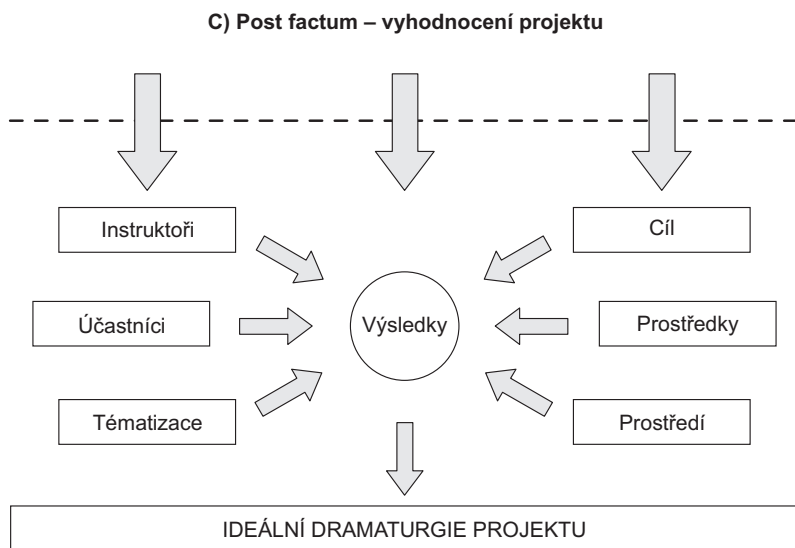 C) Post factum – vyhodnocení projektu
Instruktoři
Cíl
Účastníci
Výsledky
Prostředky
Tématizace
Prostředí
IDEÁLNÍ DRAMATURGIE PROJEKTU